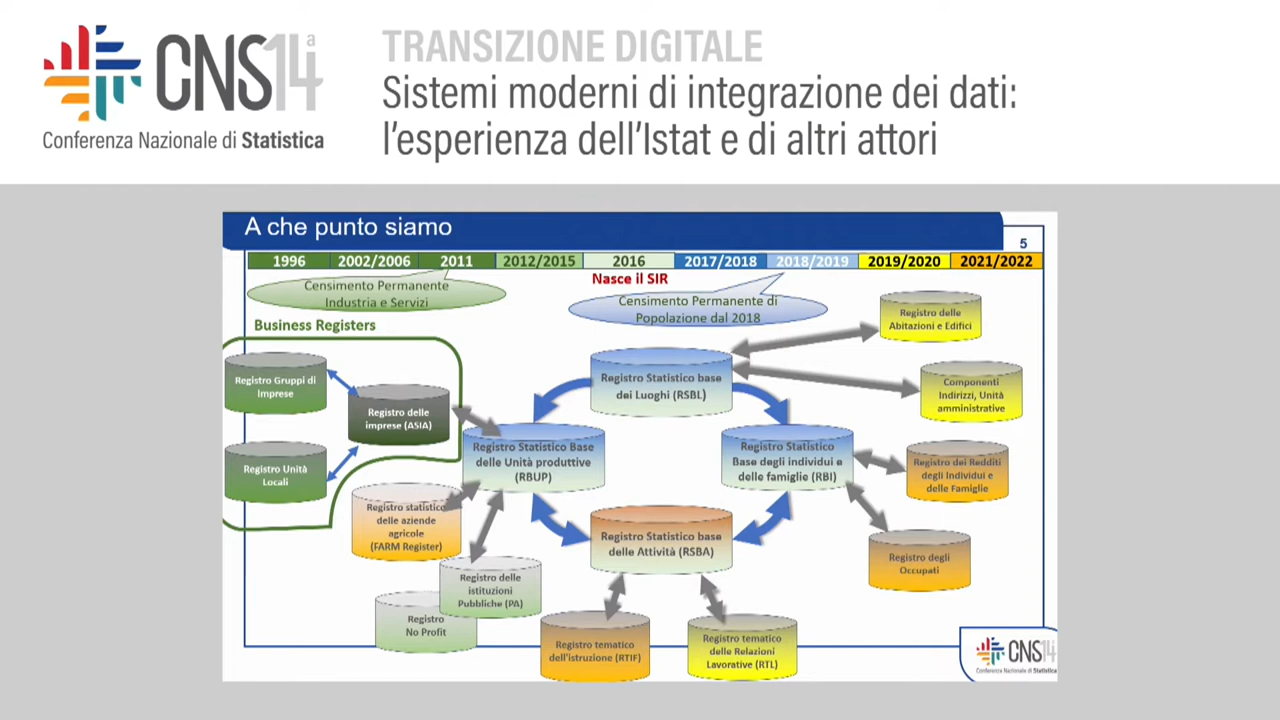 CNS14ª
Conferenza Nazionale di Statistica
TRANSIZIONE DIGITALE
Sistemi moderni di integrazione dei dati:
l'esperienza dell'Istat e di altri attori
A che punto siamo
5
1996
2002/2006
2011
2012/2015
2016
2017/2018
2018/2019
2019/2020
2021/2022
Nasce il SIR
Censimento Permanente
Industria e Servizi
Censimento Permanente di
Popolazione dal 2018
Business Registers
Registro delle
Abitazioni e Edifici
Registro Gruppi di
Imprese
Registro delle
imprese (ASIA)
Registro Unità
Locali
Registro Statistico base
dei Luoghi (RSBL)
Componenti
Indirizzi, Unità
amministrative
Registro Statistico Base
delle Unità produttive
(RBUP)
Registro Statistico
Base degli individui e
delle famiglie (RBI)
Registro dei Redditi
degli Individui e
delle Famiglie
Registro statistico
delle aziende
agricole
(FARM Register)
Registro Statistico base
delle Attività (RSBA)
Registro degli
Occupati
Registro delle
istituzioni
Pubbliche (PA)
Registro
No Profit
Registro tematico
dell'istruzione (RTIF)
Registro tematico
delle Relazioni
Lavorative (RTL)
CNS14
Conferenza Nazionale di Statistica